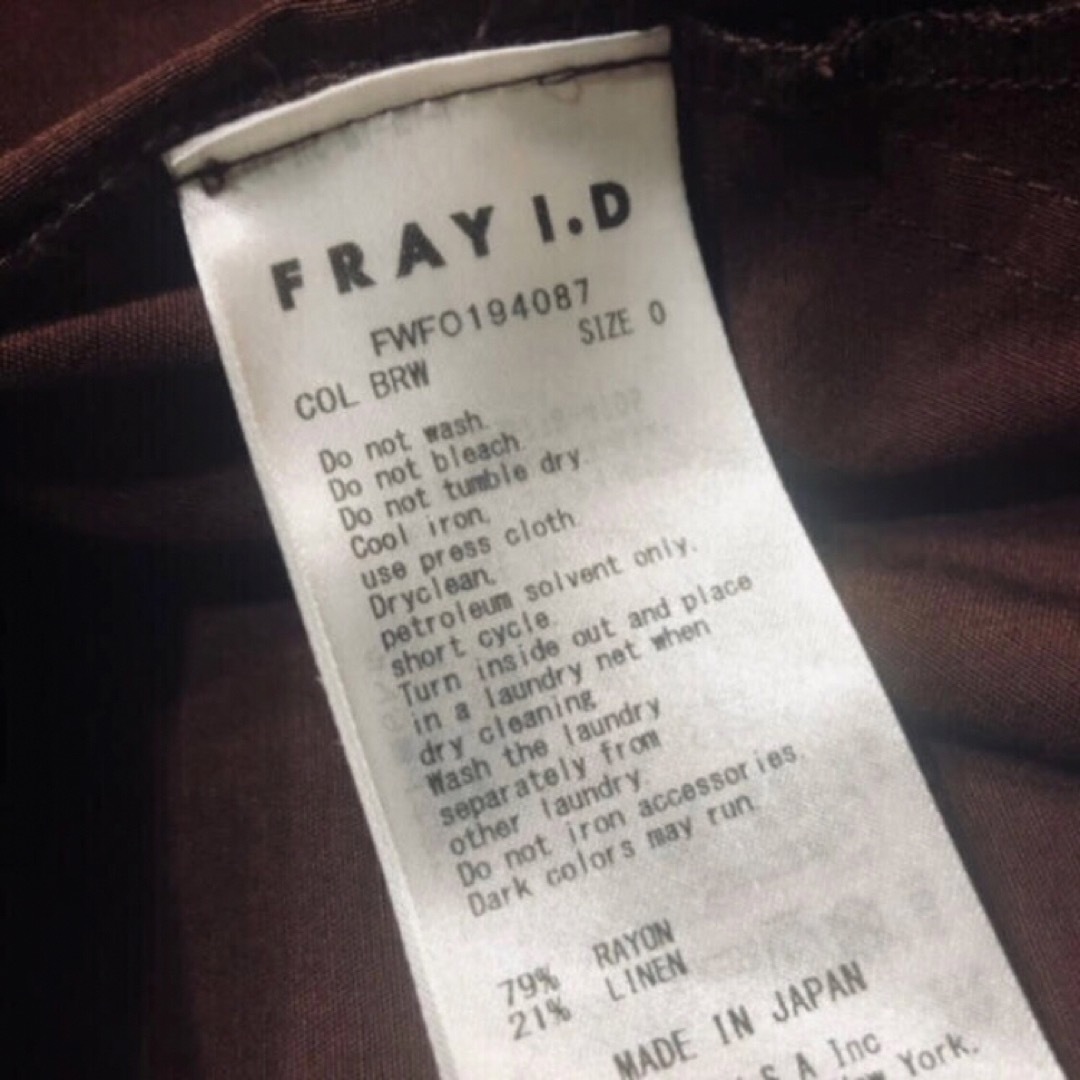 FRAY I.D
FWFO194087
SIZE 0
COL BRW
Do not wash.
Do not bleach.
Do not tumble dry.
Cool iron,
use press cloth.
Dryclean,
petroleum solvent only.
short cycle.
Turn inside out and place
in a laundry net when
dry cleaning
Wash the laundry
separately from
other laundry.
Do not iron accessories.
Dark colors may run.
79% RAYON
21% LINEN
MADE IN JAPAN
S A Inc
York.